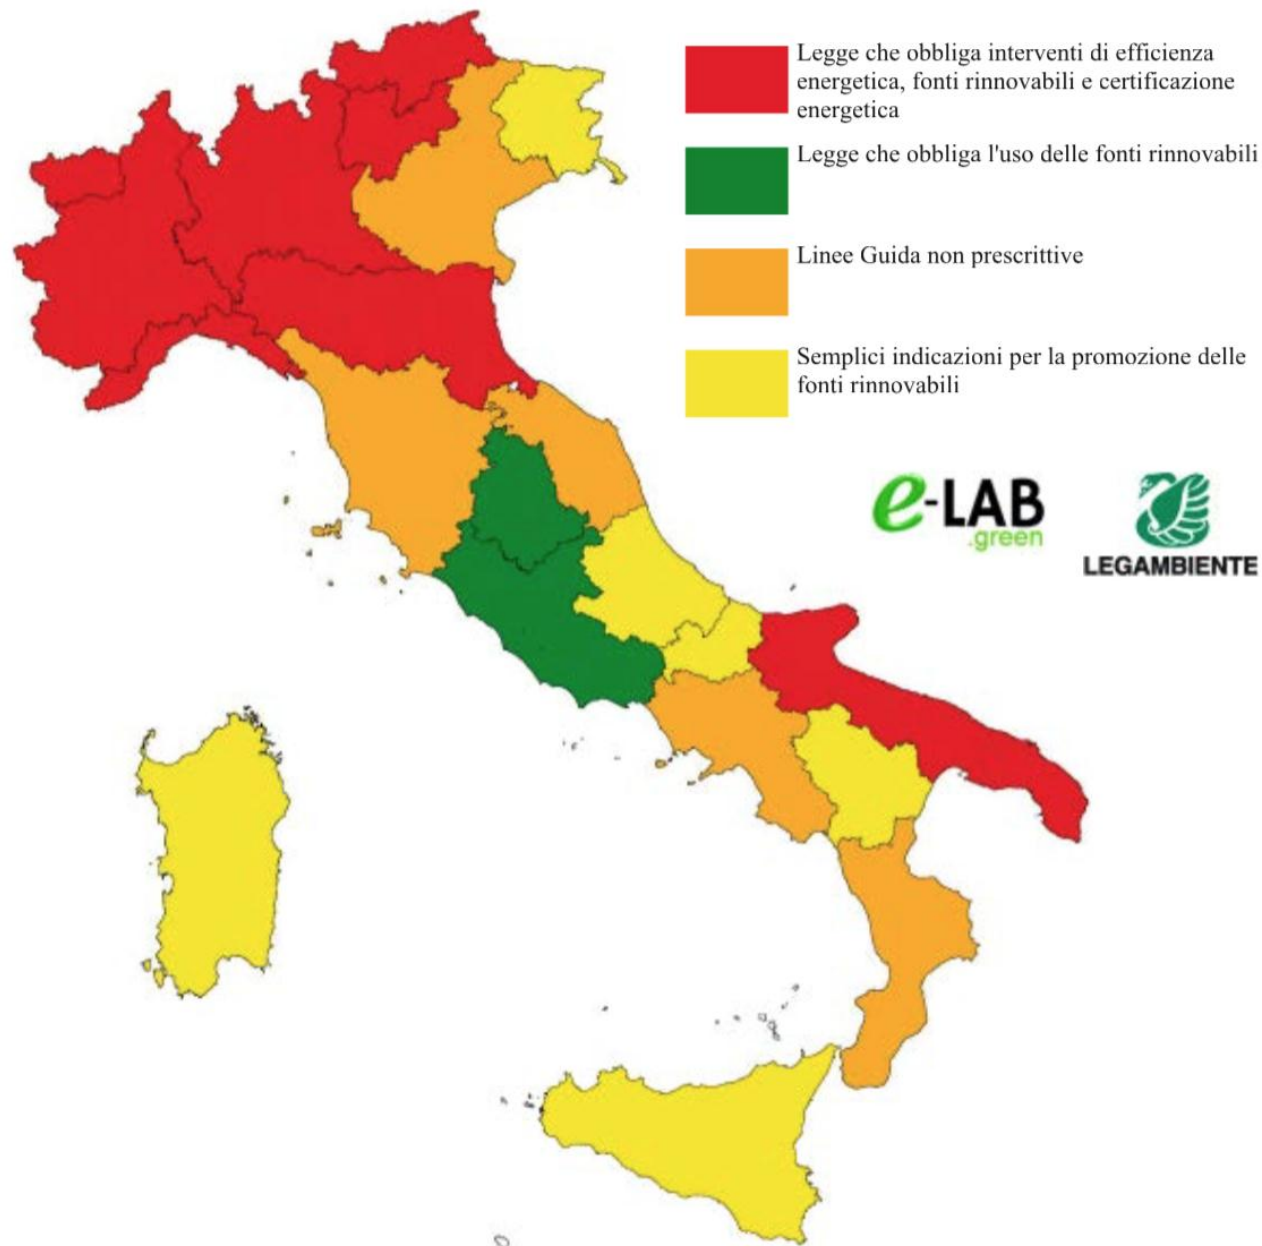 Legge che obbliga interventi di efficienza
energetica, fonti rinnovabili e certificazione
energetica
Legge che obbliga l'uso delle fonti rinnovabili
Linee Guida non prescrittive
Semplici indicazioni per la promozione delle
fonti rinnovabili
e-LAB
.green
LEGAMBIENTE